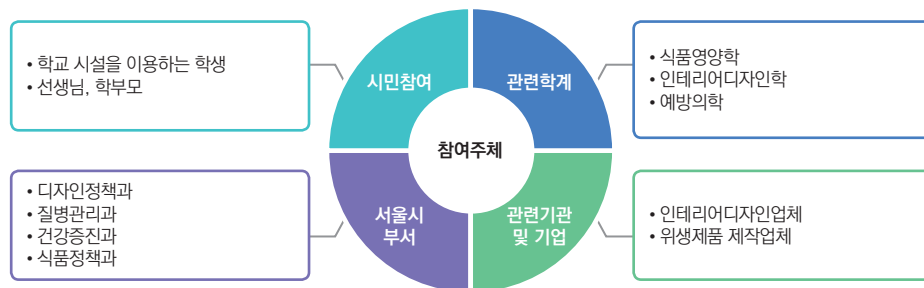 • 학교 시설을 이용하는 학생
• 선생님, 학부모
시민참여
관련학계
• 식품영양학
• 인테리어디자인학
• 예방의학
참여주체
• 디자인정책과
• 질병관리과
• 건강증진과
• 식품정책과
서울시
부서
관련기관
및 기업
• 인테리어디자인업체
• 위생제품 제작업체